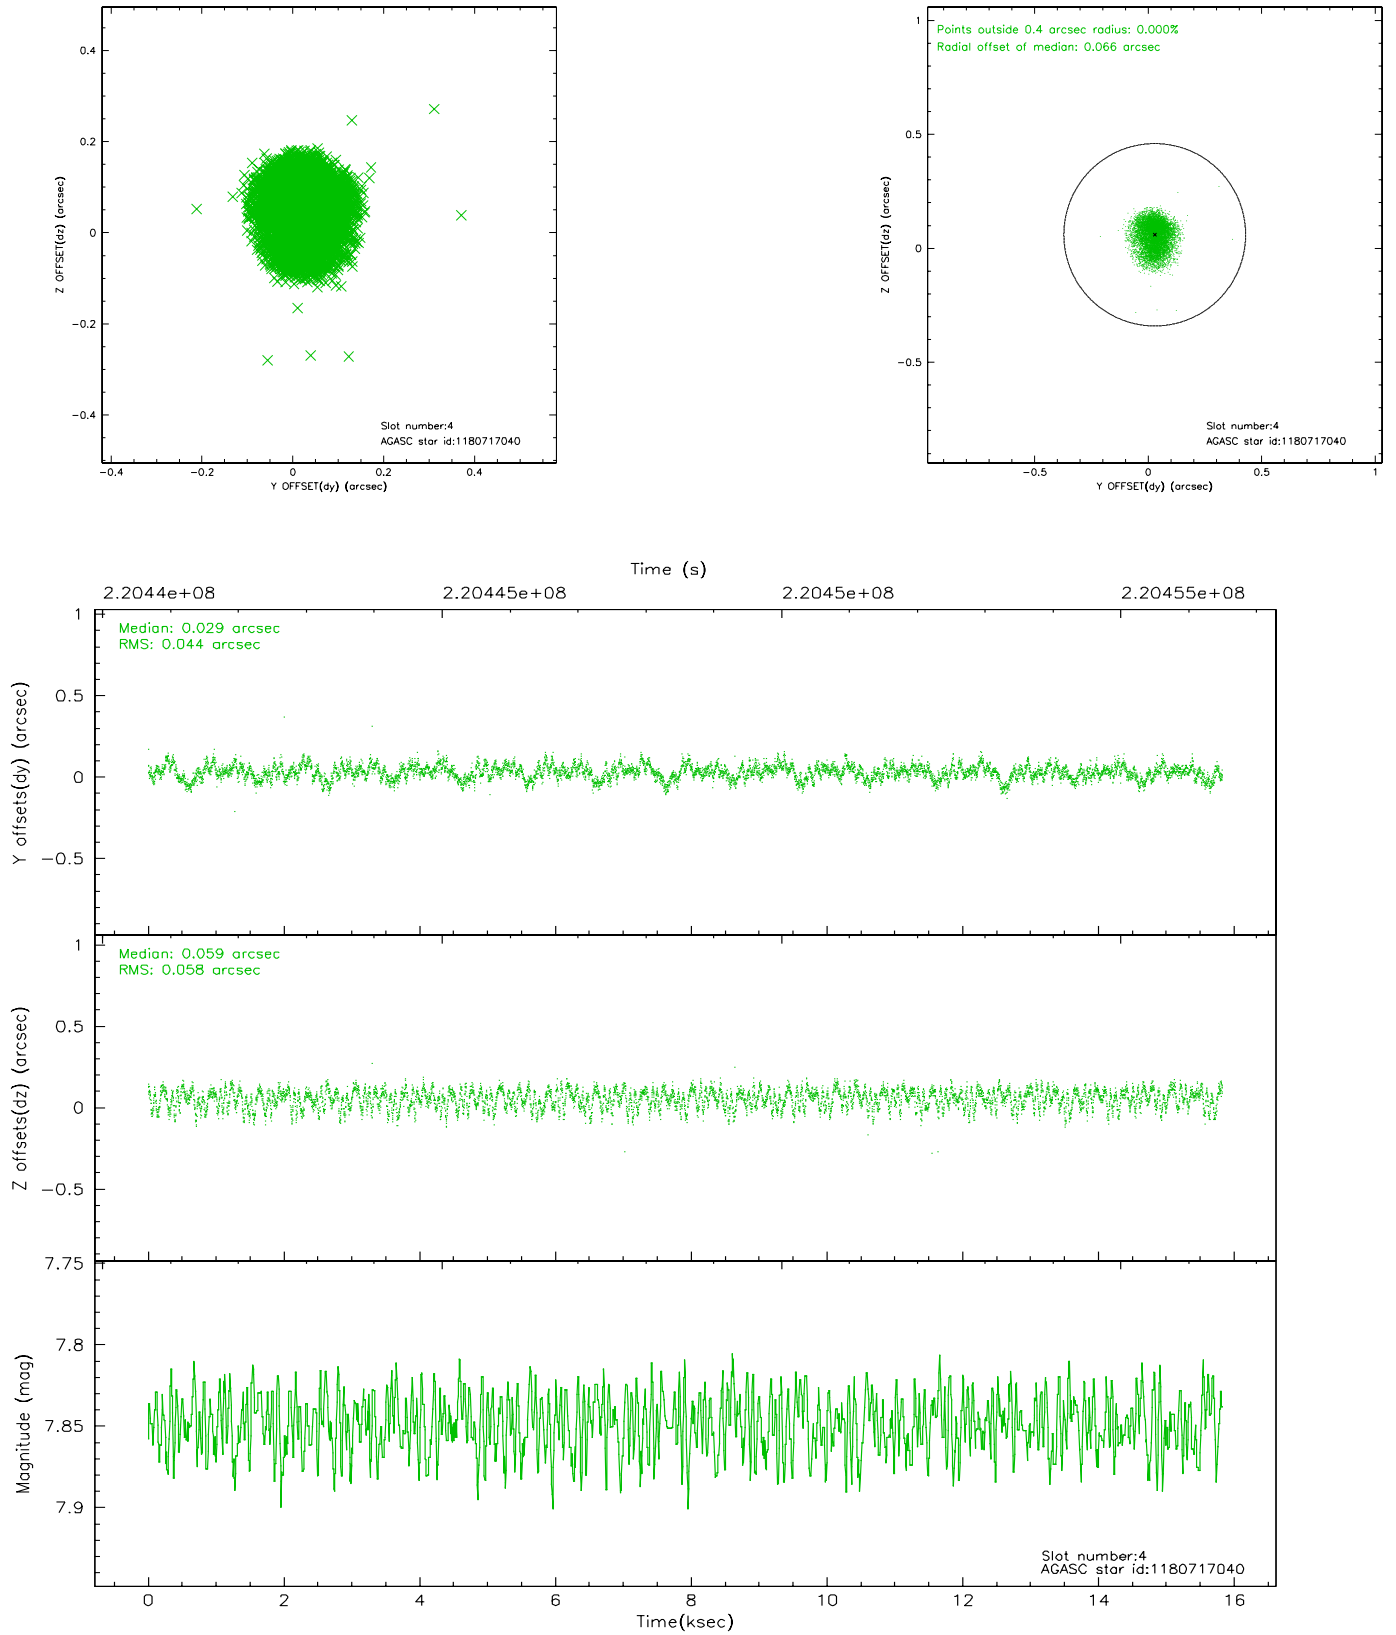 0.4
0.2
0
-0.2
-0.4
Z OFFSET(dz) (arcsec)
Slot number:4
AGASC star id:1180717040
-0.4 -0.2 0 0.2 0.4
Y OFFSET(dy) (arcsec)
Points outside 0.4 arcsec radius: 0.000%
Radial offset of median: 0.066 arcsec
1
0.5
0
-0.5
Z OFFSET(dz) (arcsec)
Slot number:4
AGASC star id:1180717040
-0.5 0 0.5 1
Y OFFSET(dy) (arcsec)
Time (s)
2.2044e+08 2.20445e+08 2.2045e+08 2.20455e+08
Median: 0.029 arcsec
RMS: 0.044 arcsec
1
0.5
0
-0.5
Y offsets(dy) (arcsec)
Median: 0.059 arcsec
RMS: 0.058 arcsec
1
0.5
0
-0.5
Z offsets(dz) (arcsec)
7.75
7.8
7.85
7.9
Magnitude (mag)
Slot number:4
AGASC star id:1180717040
0 2 4 6 8 10 12 14 16
Time(ksec)